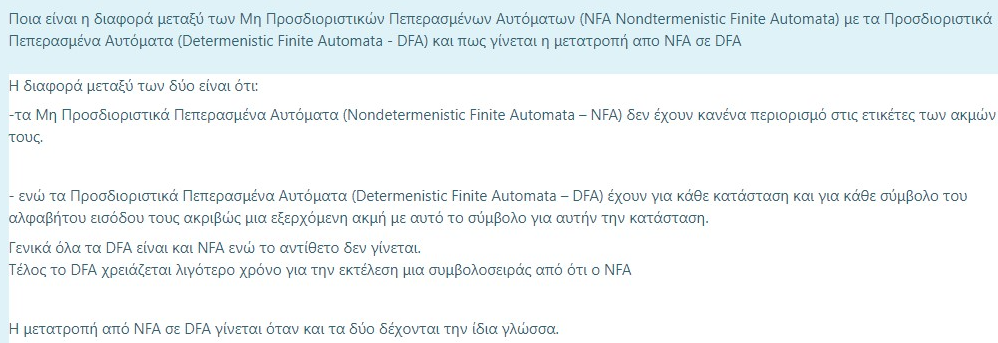 Ποια είναι η διαφορά μεταξύ των Μη Προσδιοριστικών Πεπερασμένων Αυτόματων (NFA Nondtermenistic Finite Automata) με τα Προσδιοριστικά
Πεπερασμένα Αυτόματα (Determenistic Finite Automata - DFA) και πως γίνεται η μετατροπή απο NFA σε DFA
Η διαφορά μεταξύ των δύο είναι ότι:
-τα Μη Προσδιοριστικά Πεπερασμένα Αυτόματα (Nondetermenistic Finite Automata – NFA) δεν έχουν κανένα περιορισμό στις ετικέτες των ακμών
τους.
- ενώ τα Προσδιοριστικά Πεπερασμένα Αυτόματα (Determenistic Finite Automata – DFA) έχουν για κάθε κατάσταση και για κάθε σύμβολο του
αλφαβήτου εισόδου τους ακριβώς μια εξερχόμενη ακμή με αυτό το σύμβολο για αυτήν την κατάσταση.
Γενικά όλα τα DFA είναι και NFA ενώ το αντίθετο δεν γίνεται.
Τέλος το DFA χρειάζεται λιγότερο χρόνο για την εκτέλεση μια συμβολοσειράς από ότι ο NFA
Η μετατροπή από NFA σε DFA γίνεται όταν και τα δύο δέχονται την ίδια γλώσσα.